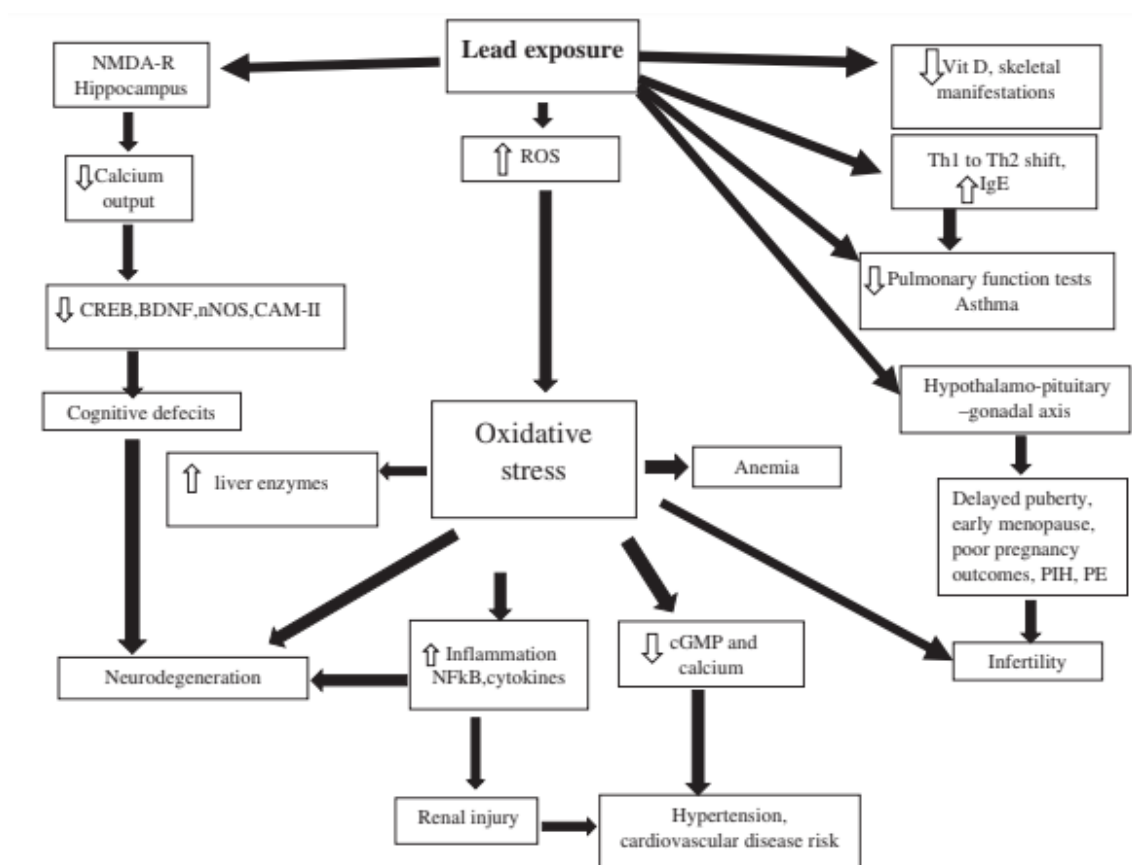 Lead exposure
NMDA-R
Hippocampus
Vit D, skeletal
manifestations
ROS
Th1 to Th2 shift,
IgE
Calcium
output
Pulmonary function tests
Asthma
CREB,BDNF,nNOS,CAM-II
Hypothalamo-pituitary
–gonadal axis
Cognitive defecits
Oxidative
stress
liver enzymes
Anemia
Delayed puberty,
early menopause,
poor pregnancy
outcomes, PIH, PE
Neurodegeneration
Inflammation
NFkB,cytokines
cGMP and
calcium
Infertility
Renal injury
Hypertension,
cardiovascular disease risk